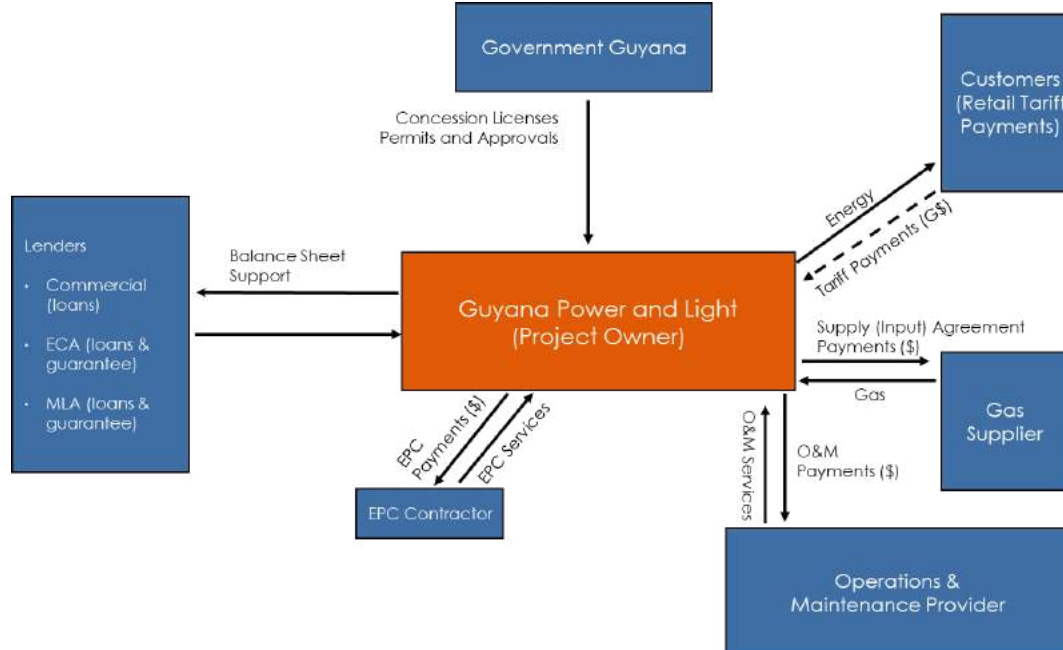 Government Guyana
Customers
(Retail Tariff
Payments)
Concession Licenses
Permits and Approvals
Energy
Tariff Payments (G$)
Lenders
• Commercial
(loans)
• ECA (loans &
guarantee)
• MLA (loans &
guarantee)
Balance Sheet
Support
Guyana Power and Light
(Project Owner)
Supply (Input) Agreement
Payments ($)
Gas
Gas
Supplier
EPC
Payments ($)
EPC Services
EPC Contractor
O&M Services
O&M
Payments ($)
Operations &
Maintenance Provider